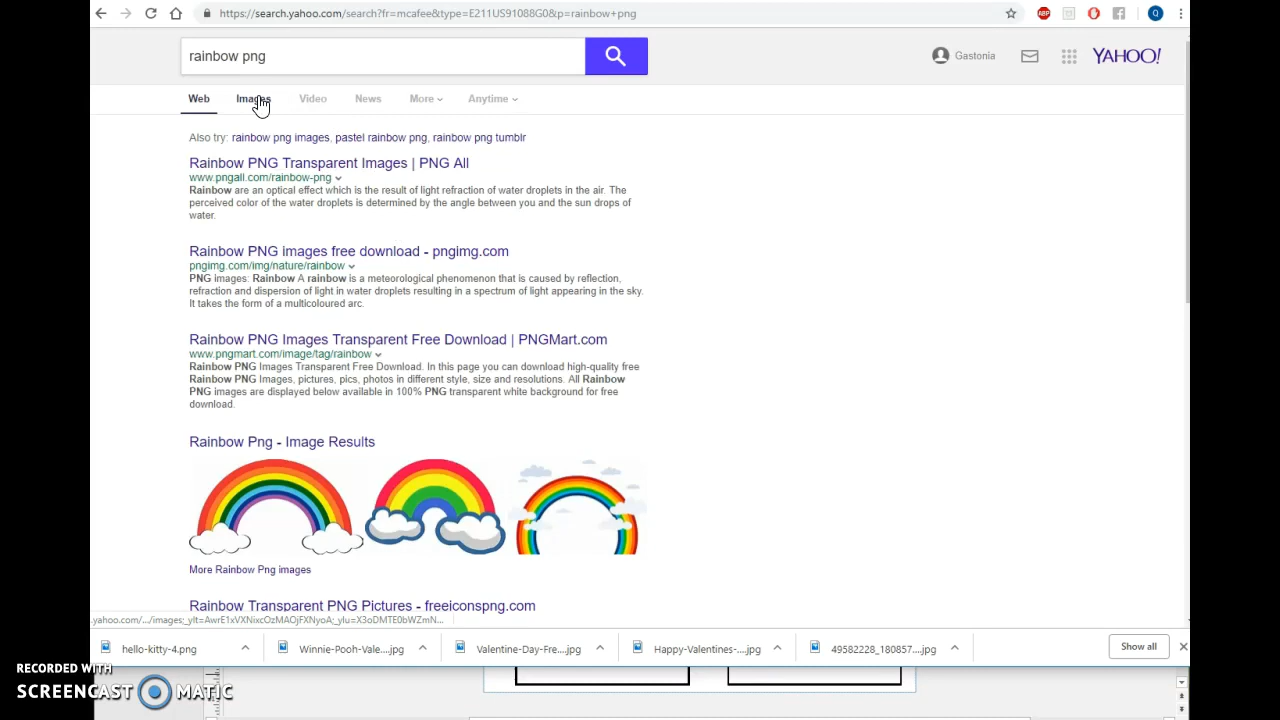 https://search.yahoo.com/search?fr=mcafee&type=E211US91088G0&p=rainbow+png
ABP
Q
rainbow png
Gastonia
YAHOO!
Web Images Video News More Anytime
Also try: rainbow png images, pastel rainbow png, rainbow png tumblr
Rainbow PNG Transparent Images | PNG All
www.pngall.com/rainbow-png
Rainbow are an optical effect which is the result of light refraction of water droplets in the air. The
perceived color of the water droplets is determined by the angle between you and the sun drops of
water.
Rainbow PNG images free download - pngimg.com
pngimg.com/img/nature/rainbow
PNG images: Rainbow A rainbow is a meteorological phenomenon that is caused by reflection,
refraction and dispersion of light in water droplets resulting in a spectrum of light appearing in the sky.
It takes the form of a multicoloured arc.
Rainbow PNG Images Transparent Free Download | PNGMart.com
www.pngmart.com/image/tag/rainbow
Rainbow PNG Images Transparent Free Download. In this page you can download high-quality free
Rainbow PNG Images, pictures, pics, photos in different style, size and resolutions. All Rainbow
PNG images are displayed below available in 100% PNG transparent white background for free
download.
Rainbow Png - Image Results
More Rainbow Png images
Rainbow Transparent PNG Pictures - freeiconspng.com
hello-kitty-4.png
Winnie-Pooh-Vale....jpg
Valentine-Day-Fre....jpg
Happy-Valentines-....jpg
49582228_180857....jpg
Show all
RECORDED WITH
SCREENCAST MATIC